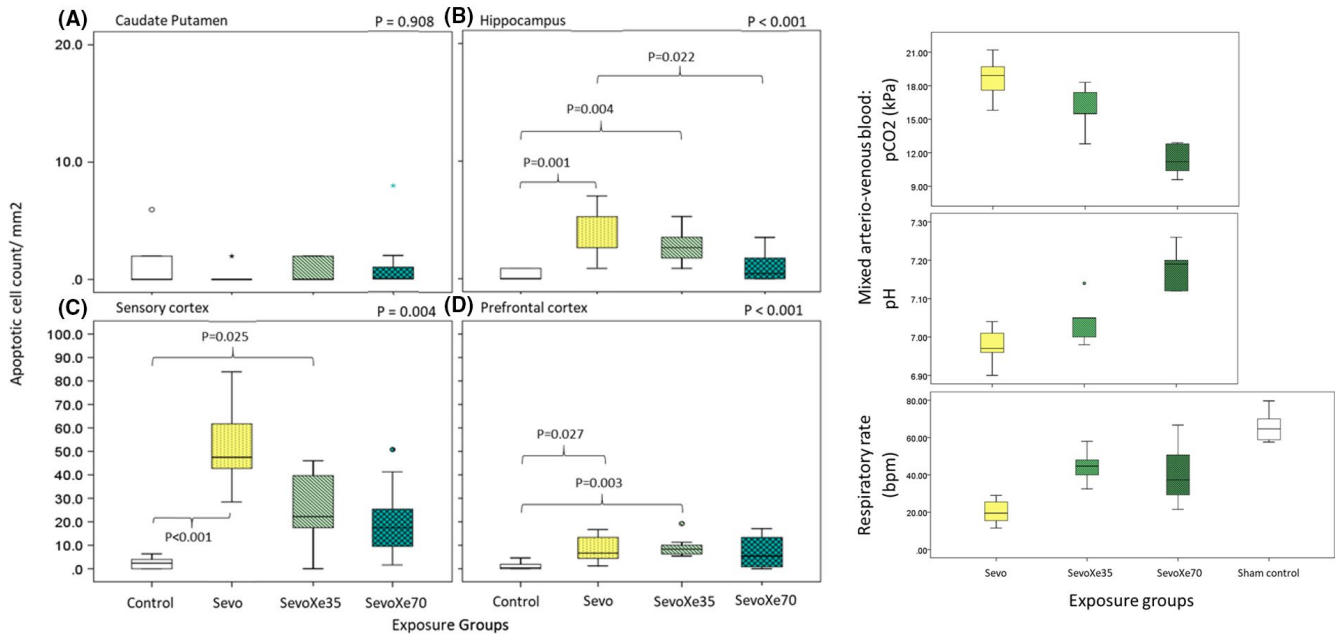 (A) Caudate Putamen P = 0.908
20.0
10.0
.0
(B) Hippocampus P < 0.001
P=0.022
P=0.004
P=0.001
Apoptotic cell count/ mm2
(C) Sensory cortex P = 0.004
100.0
90.0
80.0
70.0
60.0
50.0
40.0
30.0
20.0
10.0
.0
P=0.025
P<0.001
(D) Prefrontal cortex P < 0.001
P=0.027
P=0.003
Control Sevo SevoXe35 SevoXe70
Control Sevo SevoXe35 SevoXe70
Exposure Groups
Mixed arterio-venous blood:
pCO2 (kPa)
21.00
18.00
15.00
12.00
9.00
pH
7.30
7.20
7.10
7.00
6.90
Respiratory rate
(bpm)
80.00
60.00
40.00
20.00
.00
Sevo SevoXe35 SevoXe70 Sham control
Exposure groups